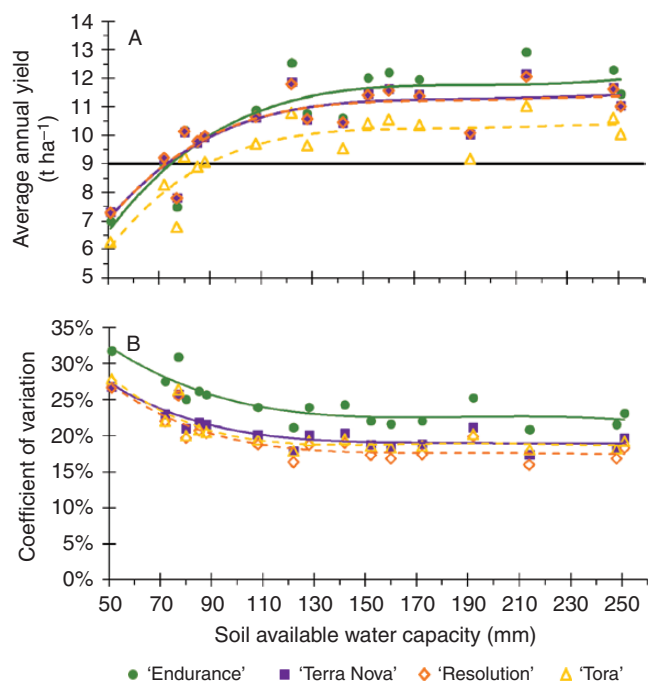 A
Average annual yield
(t ha–1)
14
13
12
11
10
9
8
7
6
5
B
Coefficient of variation
35%
30%
25%
20%
15%
10%
5%
0%
50 70 90 110 130 150 170 190 210 230 250
Soil available water capacity (mm)
‘Endurance’ ‘Terra Nova’ ‘Resolution’ ‘Tora’